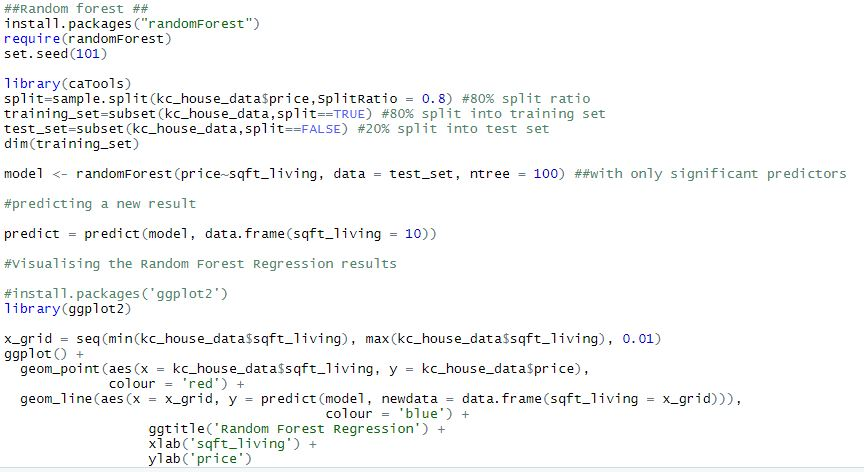 ##Random forest ##
install.packages("randomForest")
require(randomForest)
set.seed(101)
library(caTools)
split=sample.split(kc_house_data$price,SplitRatio = 0.8) #80% split ratio
training_set=subset(kc_house_data,split==TRUE) #80% split into training set
test_set=subset(kc_house_data,split==FALSE) #20% split into test set
dim(training_set)
model <- randomForest(price~sqft_living, data = test_set, ntree = 100) ##with only significant predictors
#predicting a new result
predict = predict(model, data.frame(sqft_living = 10))
#Visualising the Random Forest Regression results
#install.packages('ggplot2')
library(ggplot2)
x_grid = seq(min(kc_house_data$sqft_living), max(kc_house_data$sqft_living), 0.01)
ggplot() +
geom_point(aes(x = kc_house_data$sqft_living, y = kc_house_data$price),
colour = 'red') +
geom_line(aes(x = x_grid, y = predict(model, newdata = data.frame(sqft_living = x_grid))),
colour = 'blue') +
ggtitle('Random Forest Regression') +
xlab('sqft_living') +
ylab('price')